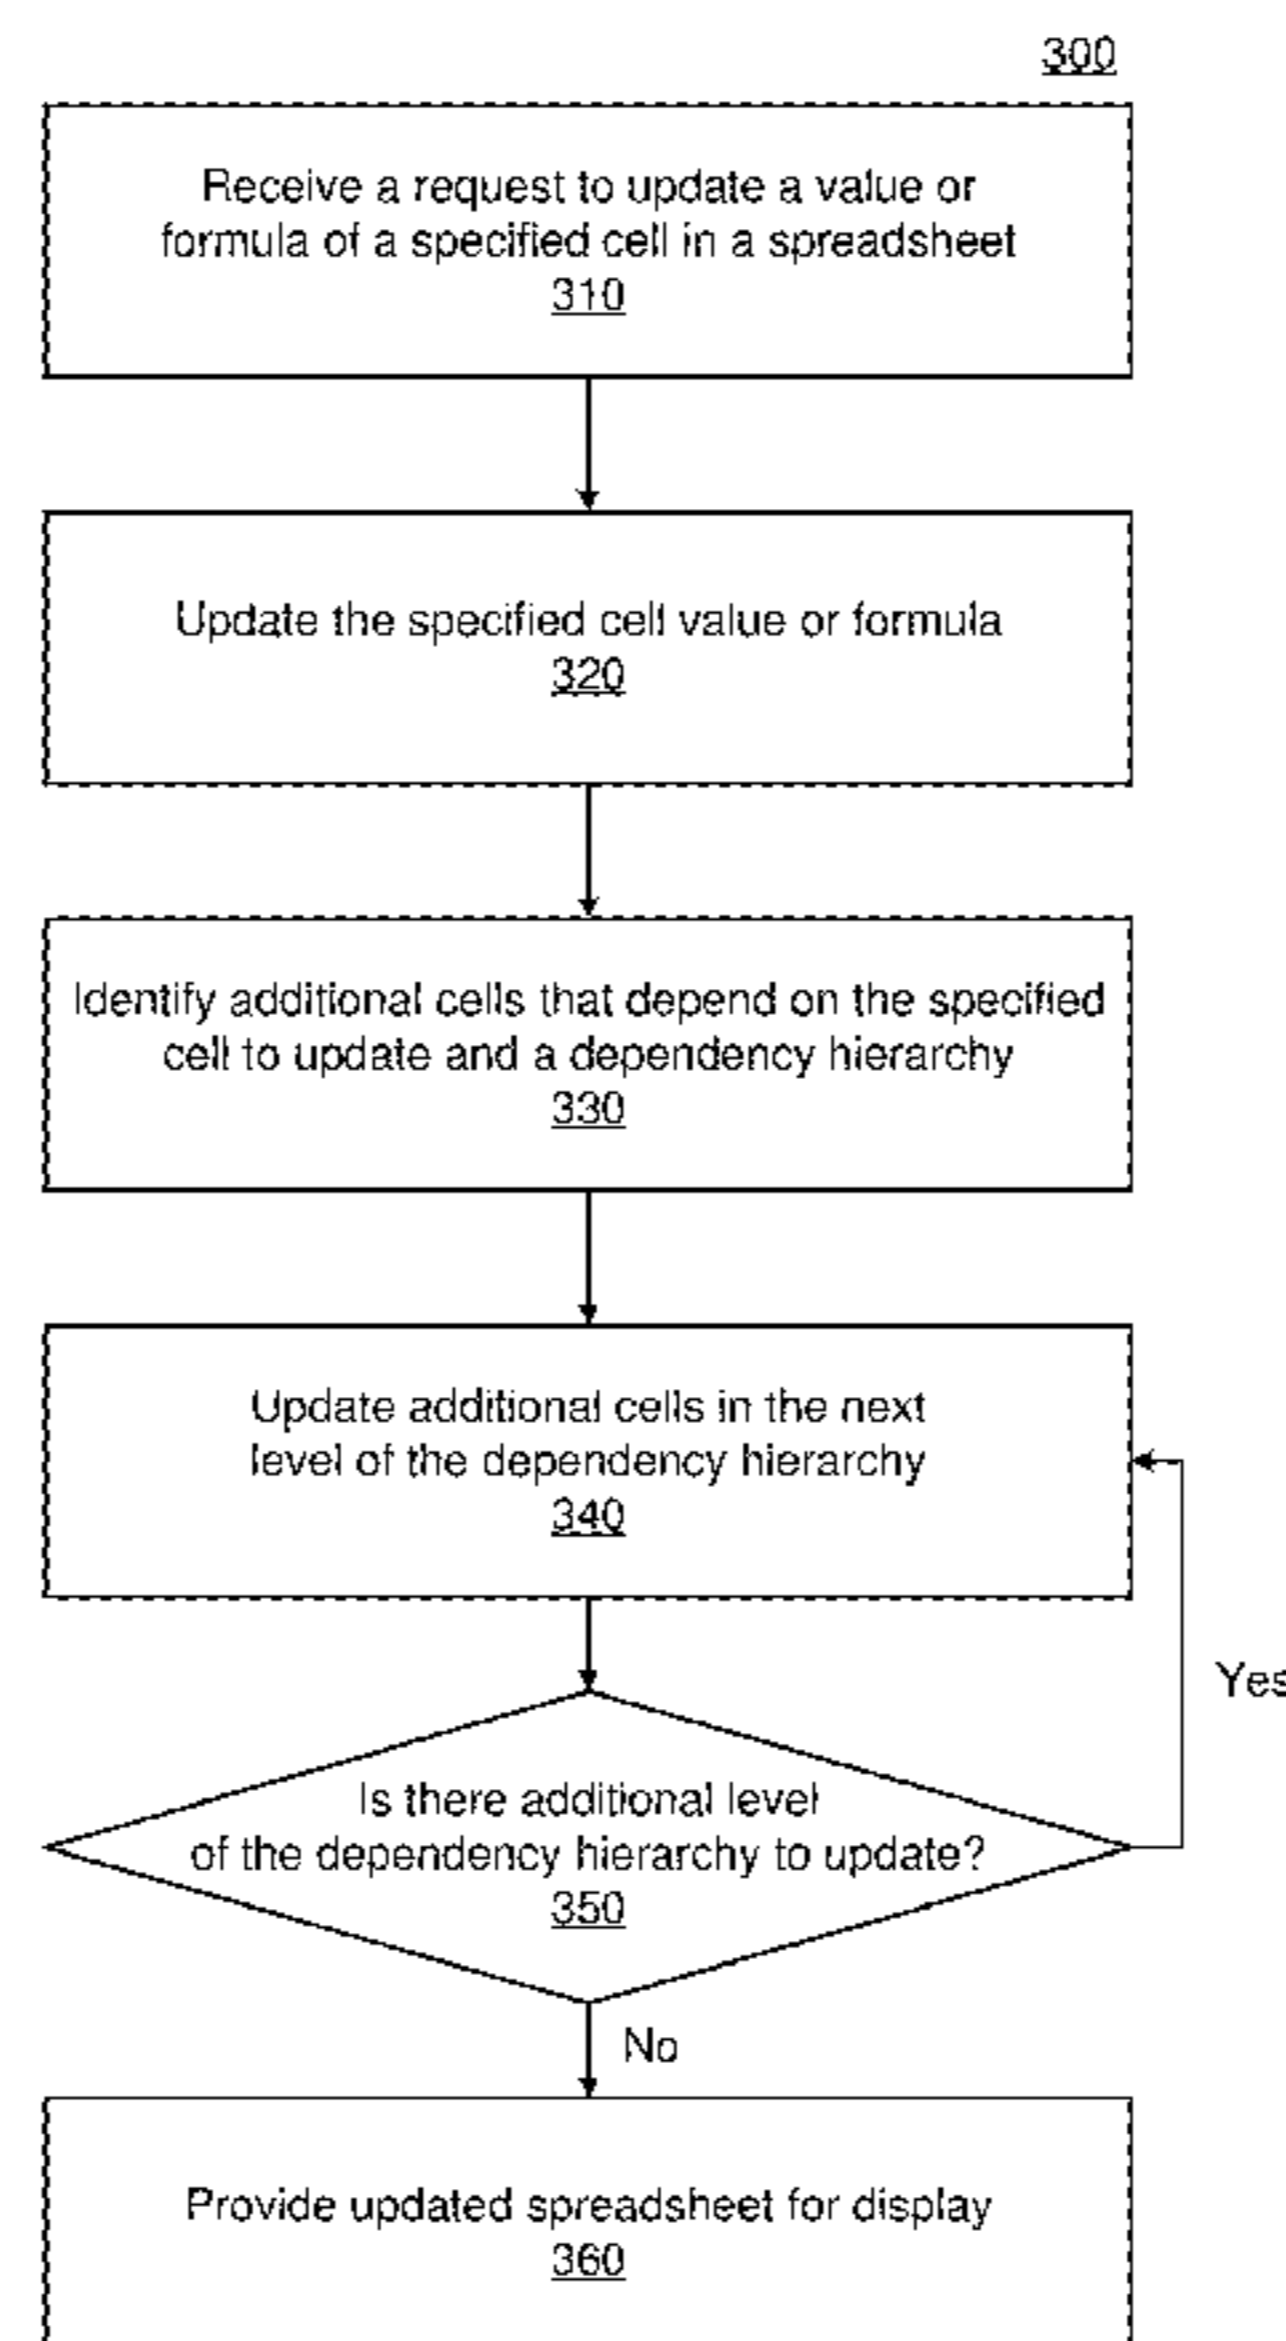 300
Receive a request to update a value or
formula of a specified cell in a spreadsheet
310
Update the specified cell value or formula
320
Identify additional cells that depend on the specified
cell to update and a dependency hierarchy
330
Update additional cells in the next
level of the dependency hierarchy
340
Yes
Is there additional level
of the dependency hierarchy to update?
350
No
Provide updated spreadsheet for display
360